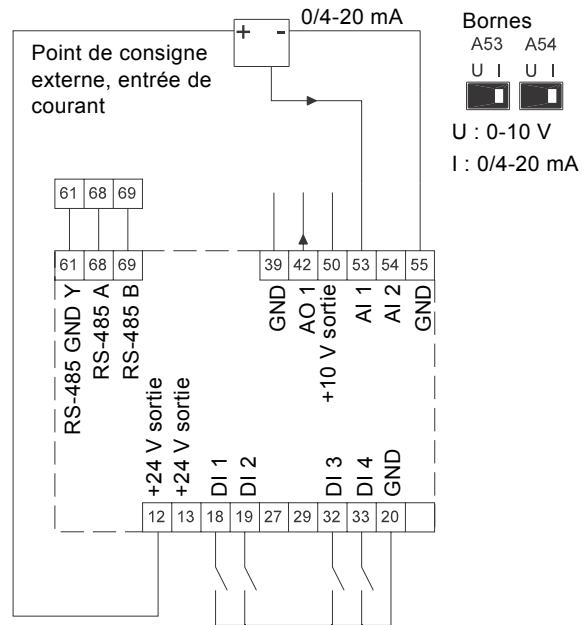 + - 0/4-20 mA
Point de consigne
externe, entrée de
courant
Bornes
A53 A54
U I U I
U : 0-10 V
I : 0/4-20 mA
61 68 69
61 68 69
RS-485 GND Y
RS-485 A
RS-485 B
39 42 50 53 54 55
GND
AO 1
+10 V sortie
AI 1
AI 2
GND
+24 V sortie
+24 V sortie
DI 1
DI 2
DI 3
DI 4
GND
12 13 18 19 27 29 32 33 20